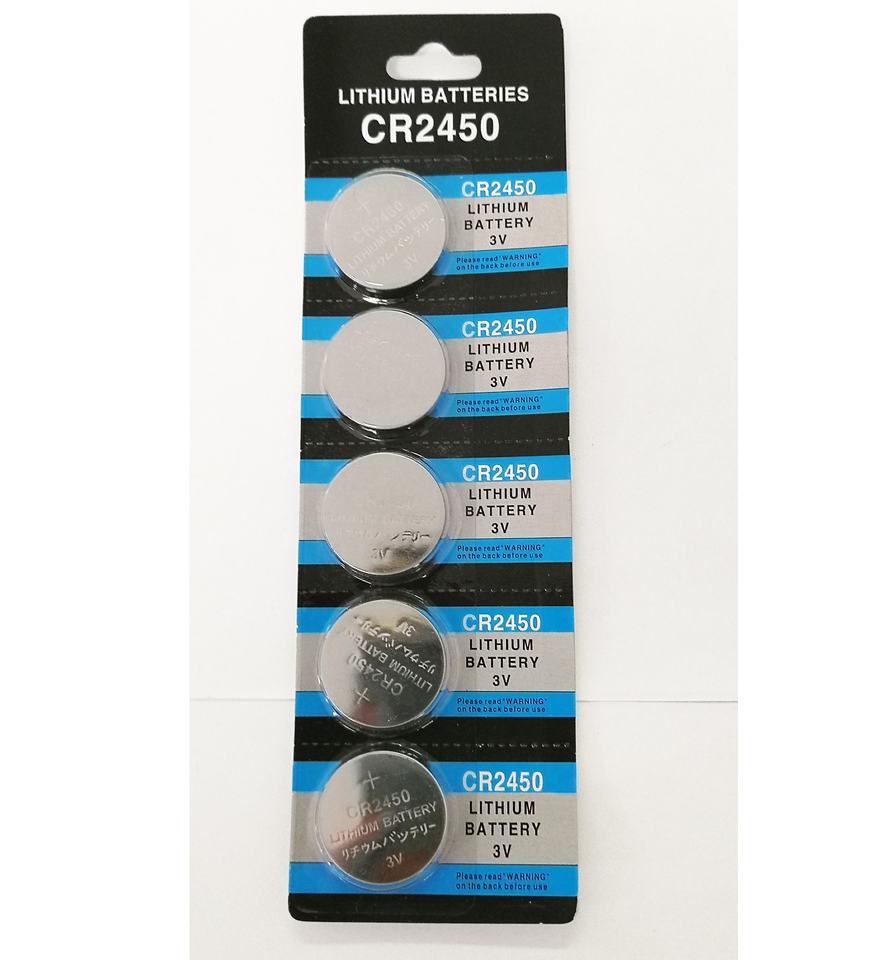 LITHIUM BATTERIES
CR2450
+
CR2450
LITHIUM BATTERY
リチウムバッテリー
3V
CR2450
LITHIUM
BATTERY
3V
Please read "WARNING"
on the back before use
CR2450
LITHIUM
BATTERY
3V
Please read "WARNING"
on the back before use
LITHIUM BATTERY
3V
CR2450
LITHIUM
BATTERY
3V
Please read "WARNING"
on the back before use
+
CR2450
LITHIUM BATTERY
リチウムバッテリー
3V
CR2450
LITHIUM
BATTERY
3V
Please read "WARNING"
on the back before use
+
CR2450
LITHIUM BATTERY
リチウムバッテリー
3V
CR2450
LITHIUM
BATTERY
3V
Please read "WARNING"
on the back before use